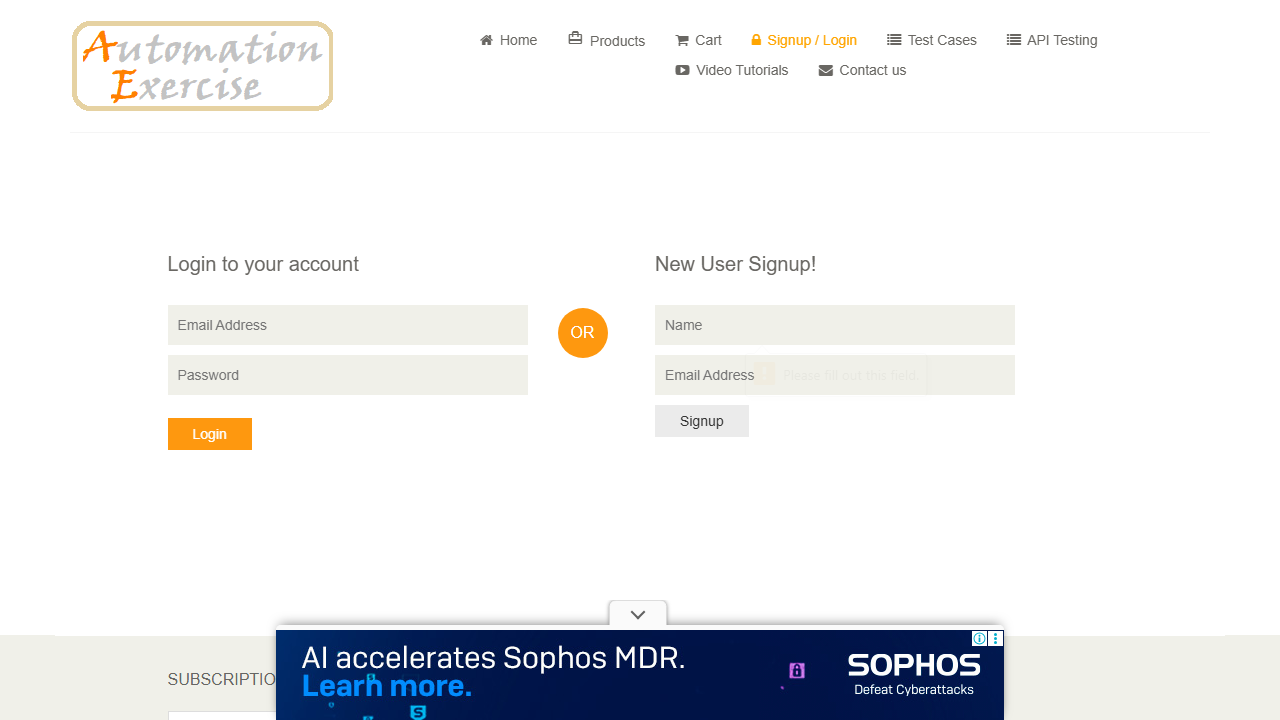 Automation
Exercise
Home
Products
Cart
Signup / Login
Test Cases
API Testing
Video Tutorials
Contact us
Login to your account
Email Address
Password
Login
OR
New User Signup!
Name
Email Address
Please fill out this field.
Signup
SUBSCRIPTIO
AI accelerates Sophos MDR.
Learn more.
SOPHOS
Defeat Cyberattacks